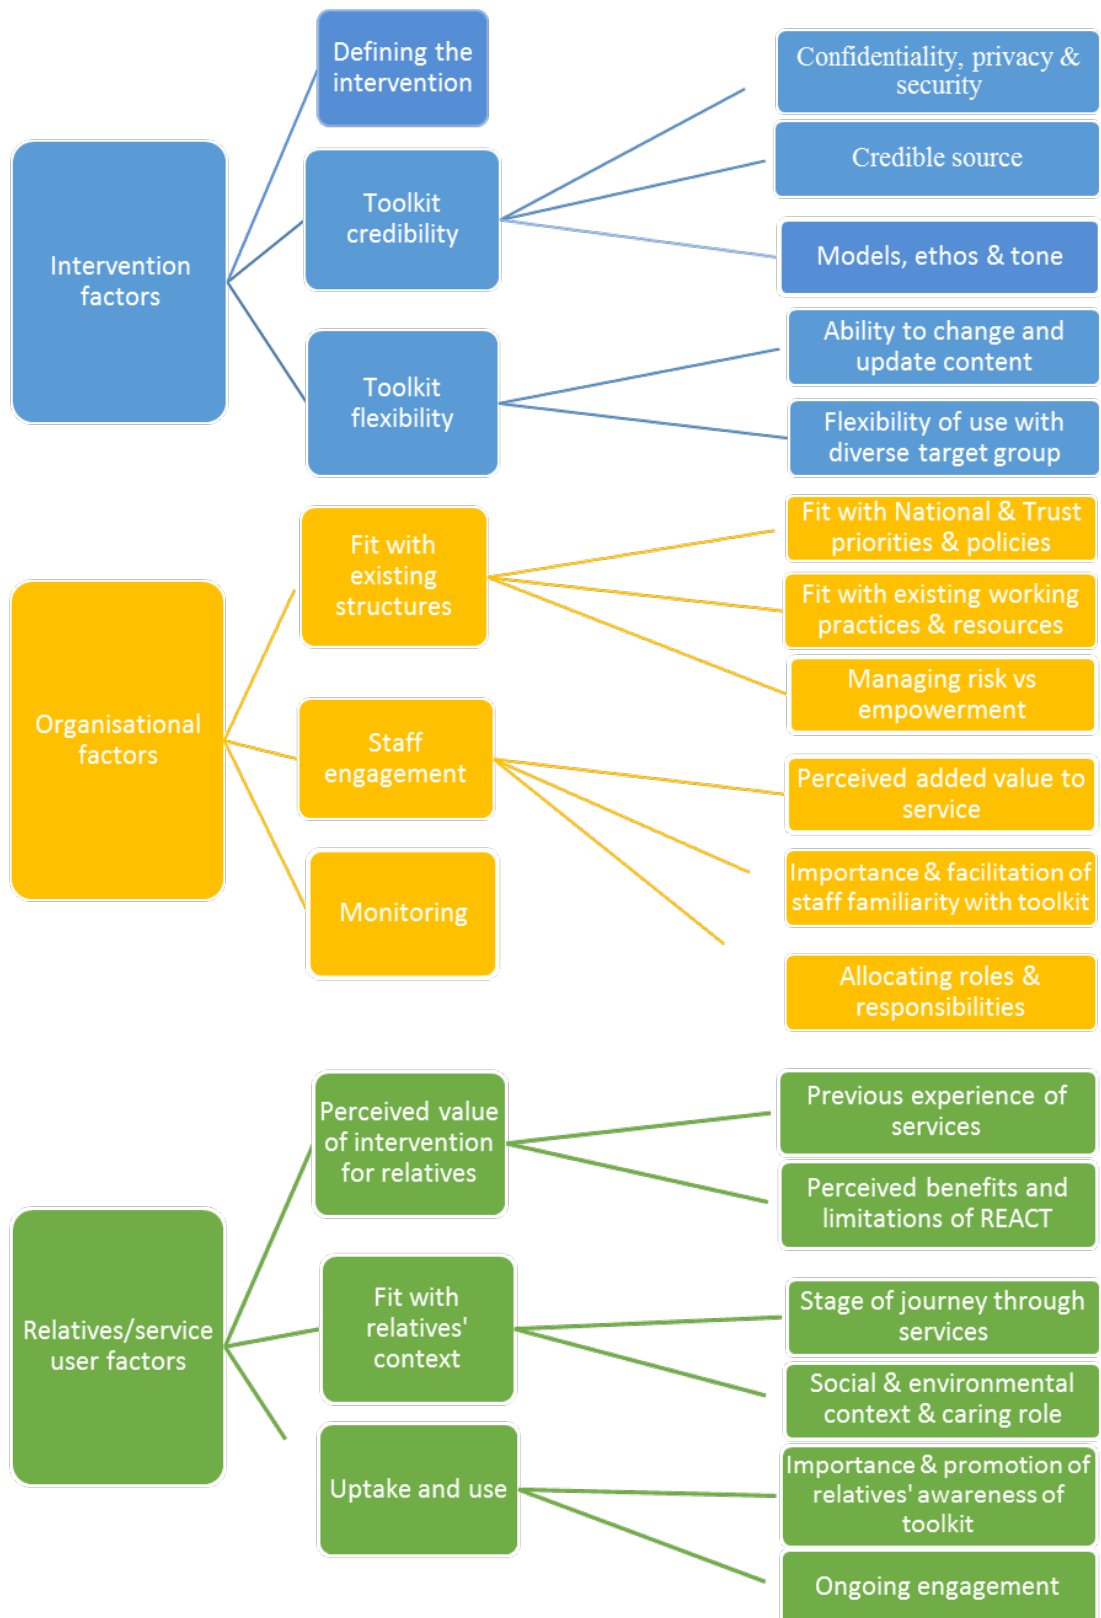 Defining the
intervention
Confidentiality, privacy &
security
Credible source
Toolkit
credibility
Models, ethos & tone
Intervention
factors
Ability to change and
update content
Toolkit
flexibility
Flexibility of use with
diverse target group
Fit with National & Trust
priorities & policies
Fit with
existing
structures
Fit with existing working
practices & resources
Managing risk vs
empowerment
Organisational
factors
Staff
engagement
Perceived added value to
service
Importance & facilitation of
staff familiarity with toolkit
Monitoring
Allocating roles &
responsibilities
Previous experience of
services
Perceived value
of intervention
for relatives
Perceived benefits and
limitations of REACT
Stage of journey through
services
Fit with
relatives'
context
Relatives/service
user factors
Social & environmental
context & caring role
Importance & promotion of
relatives' awareness of
toolkit
Uptake and use
Ongoing engagement